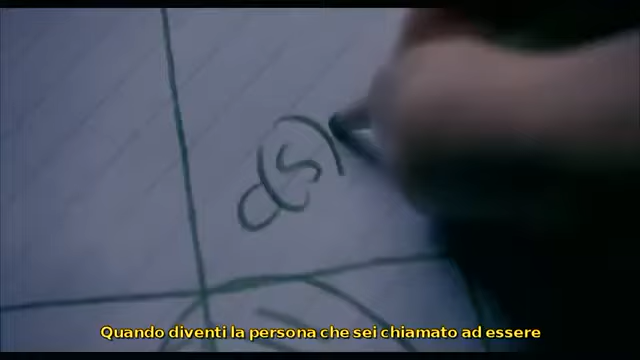 d(s)
Quando diventi la persona che sei chiamato ad essere